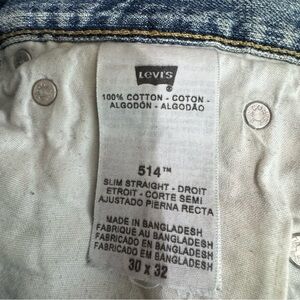 Levi's
®
100% COTTON - COTON -
ALGODÓN - ALGODÃO
514™
SLIM STRAIGHT - DROIT
ETROIT - CORTE SEMI
AJUSTADO PIERNA RECTA
MADE IN BANGLADESH
FABRIQUE AU BANGLADESH
FABRICADO EN BANGLADESH
FABRICADO EM BANGLADESH
30 x 32